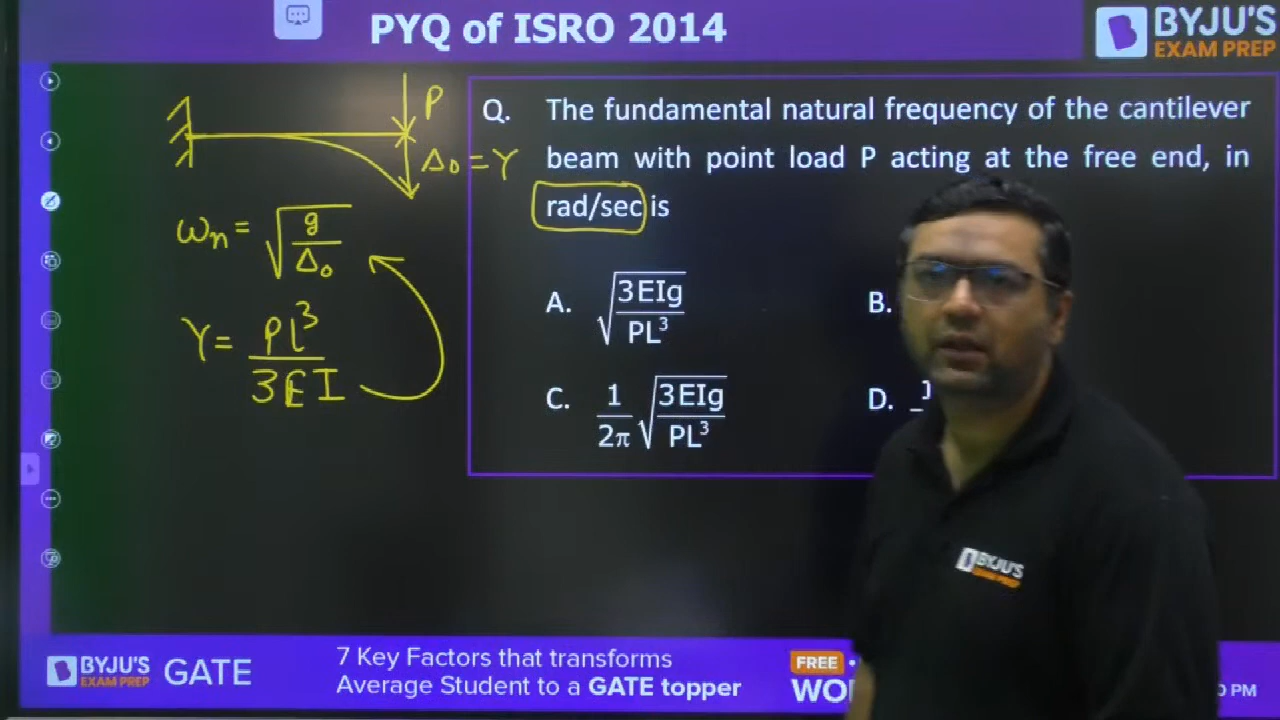 PYQ of ISRO 2014
BYJU'S
EXAM PREP
P
Δ₀ = Y
ωn = √(g/Δ₀)
Y = PL³/3EI
Q. The fundamental natural frequency of the cantilever
beam with point load P acting at the free end, in
rad/sec is
A. √(3EIg/PL³)
B.
C. 1/2π √(3EIg/PL³)
D.
BYJU'S
EXAM PREP
BYJU'S
EXAM PREP
GATE
7 Key Factors that transforms
Average Student to a GATE topper
FREE
PM